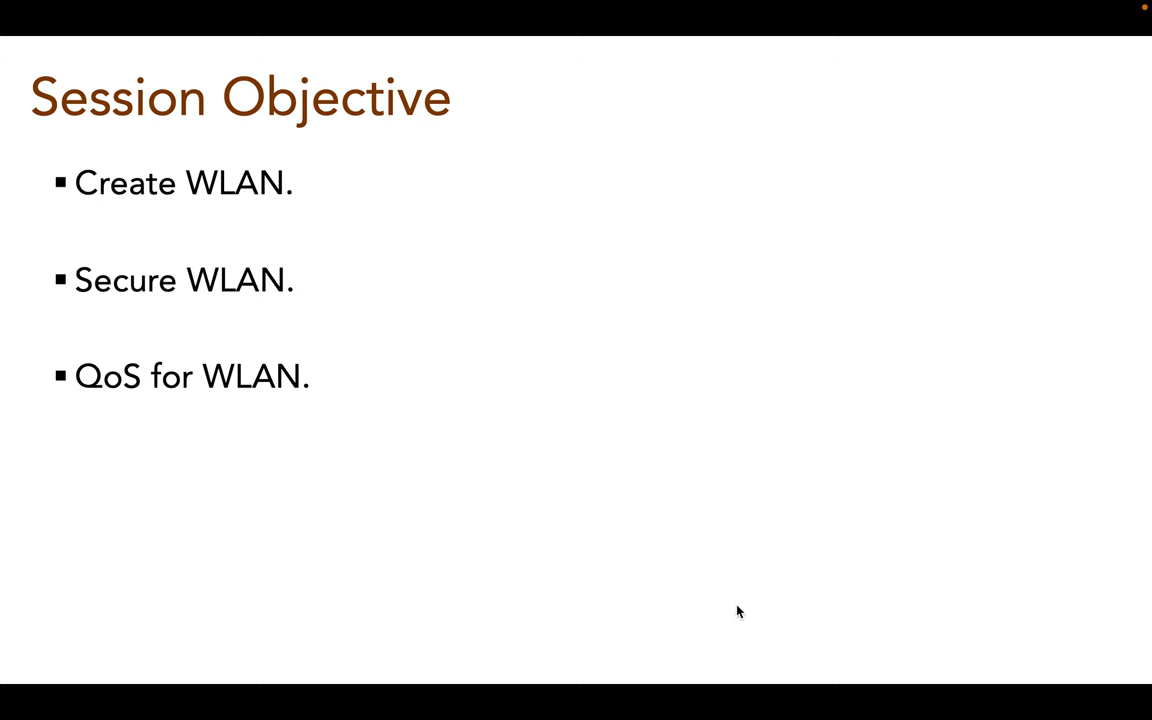 Session Objective
▪ Create WLAN.
▪ Secure WLAN.
▪ QoS for WLAN.